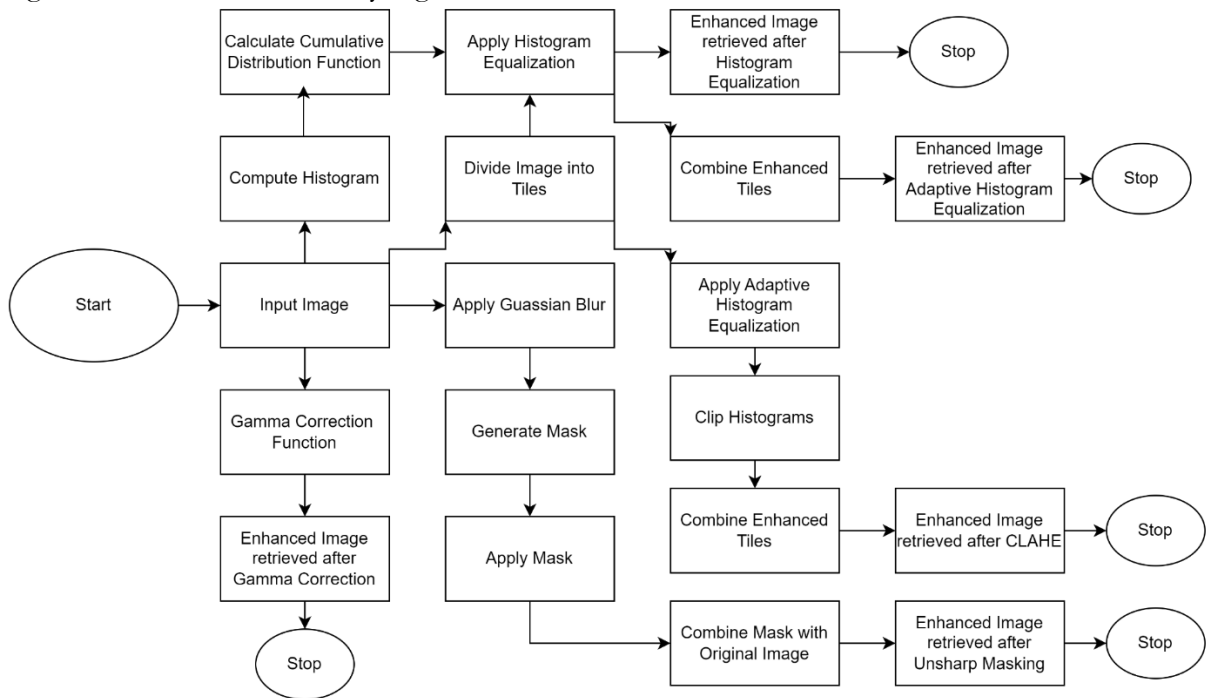 Calculate Cumulative
Distribution Function
Apply Histogram
Equalization
Enhanced Image
retrieved after
Histogram
Equalization
Stop
Compute Histogram
Divide Image into
Tiles
Combine Enhanced
Tiles
Enhanced Image
retrieved after
Adaptive Histogram
Equalization
Stop
Start
Input Image
Apply Guassian Blur
Apply Adaptive
Histogram
Equalization
Gamma Correction
Function
Generate Mask
Clip Histograms
Enhanced Image
retrieved after
Gamma Correction
Apply Mask
Combine Enhanced
Tiles
Enhanced Image
retrieved after CLAHE
Stop
Stop
Combine Mask with
Original Image
Enhanced Image
retrieved after
Unsharp Masking
Stop